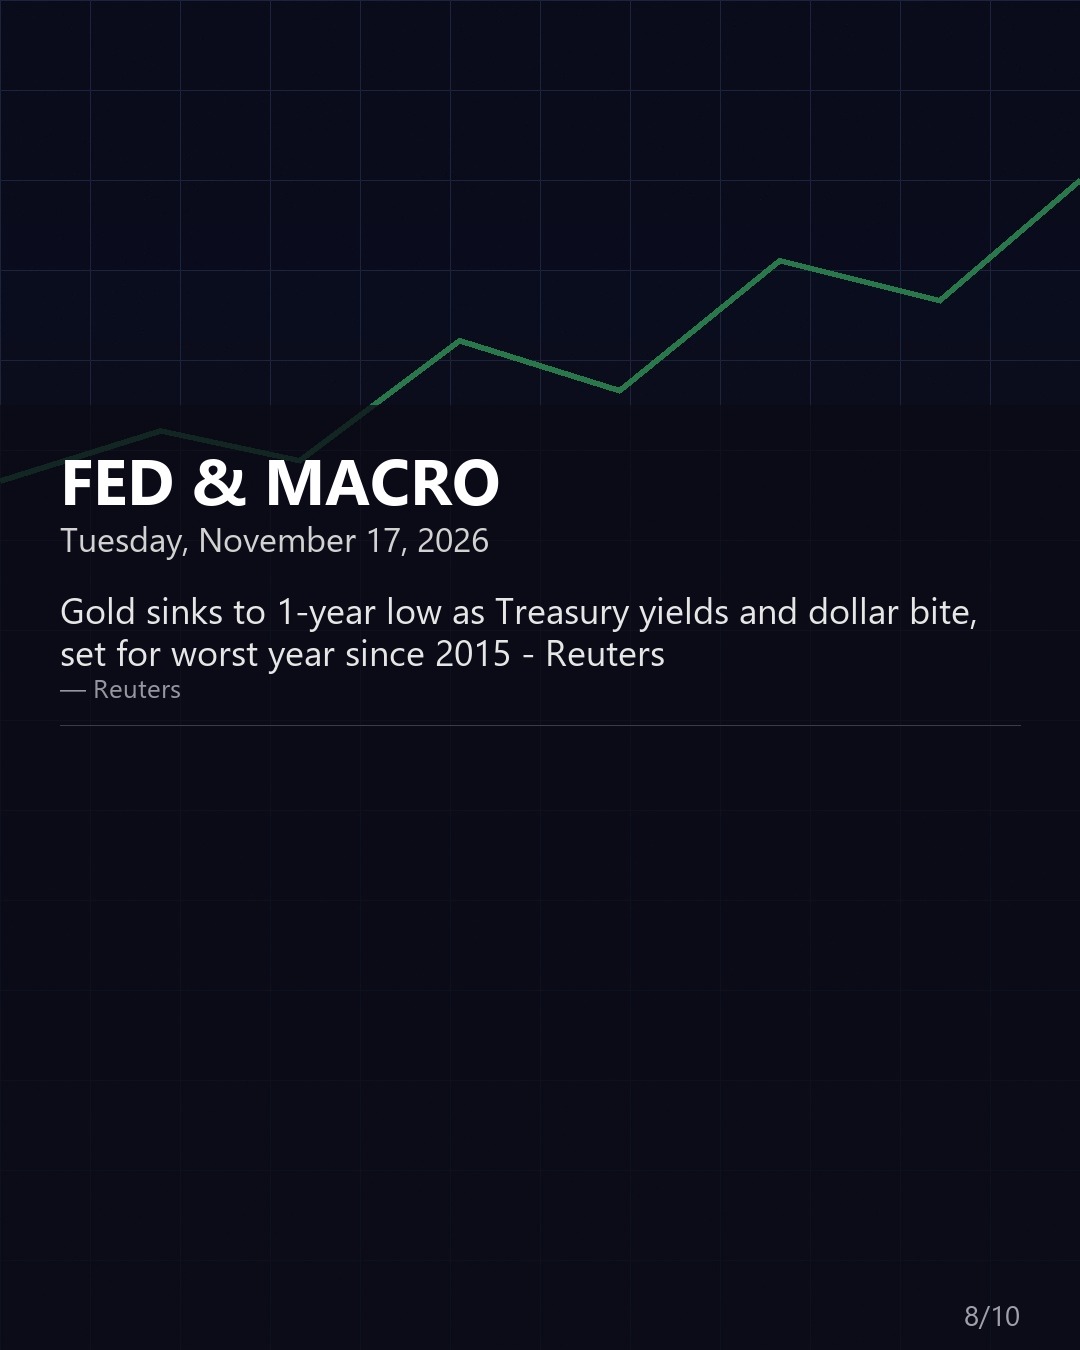 FED & MACRO
Tuesday, November 17, 2026
Gold sinks to 1-year low as Treasury yields and dollar bite,
set for worst year since 2015 - Reuters
— Reuters
8/10